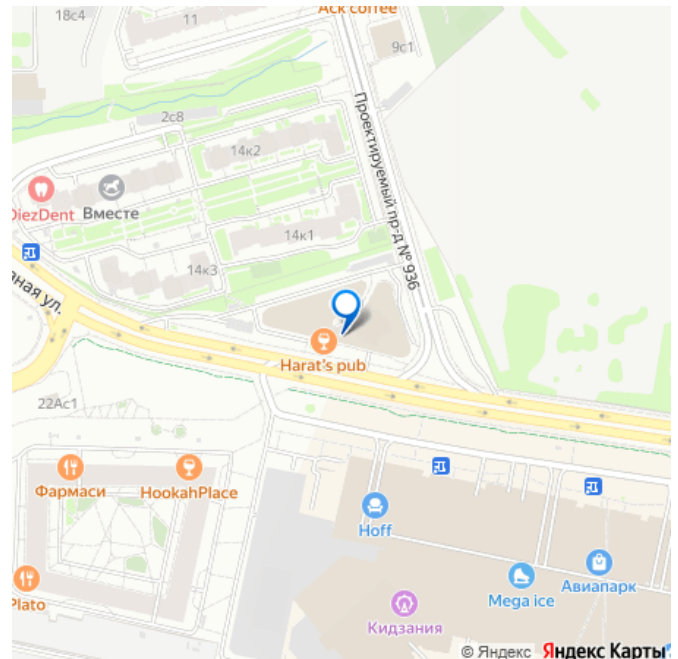 Ack coffee
18с4
11
9с1
2с8
Проектируемый пр-д № 936
14к2
DiezDent
Вместе
14к1
14к3
ная ул.
Harat's pub
22Ас1
Фармаси
HookahPlace
Hoff
Plato
Mega ice
Авиапарк
Кидзания
© Яндекс Яндекс Карты